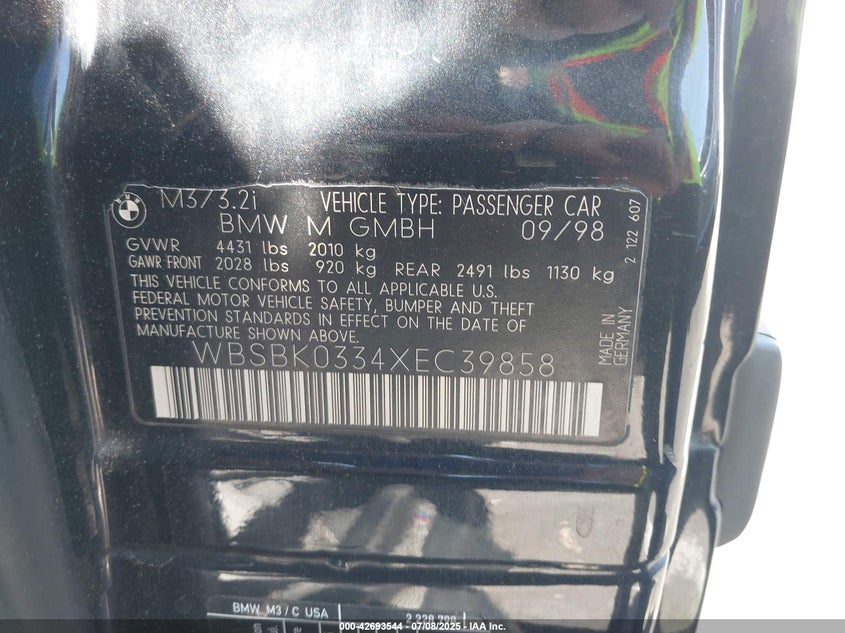 M3/3.2i VEHICLE TYPE: PASSENGER CAR
BMW M GMBH 09/98
GVWR 4431 lbs 2010 kg
GAWR FRONT 2028 lbs 920 kg REAR 2491 lbs 1130 kg
THIS VEHICLE CONFORMS TO ALL APPLICABLE U.S.
FEDERAL MOTOR VEHICLE SAFETY, BUMPER AND THEFT
PREVENTION STANDARDS IN EFFECT ON THE DATE OF
MANUFACTURE SHOWN ABOVE.
WBSBK0334XEC39858
2 122 607
MADE IN
GERMANY
BMW M3 / C USA
000-42693544 - 07/08/2025 - IAA Inc.